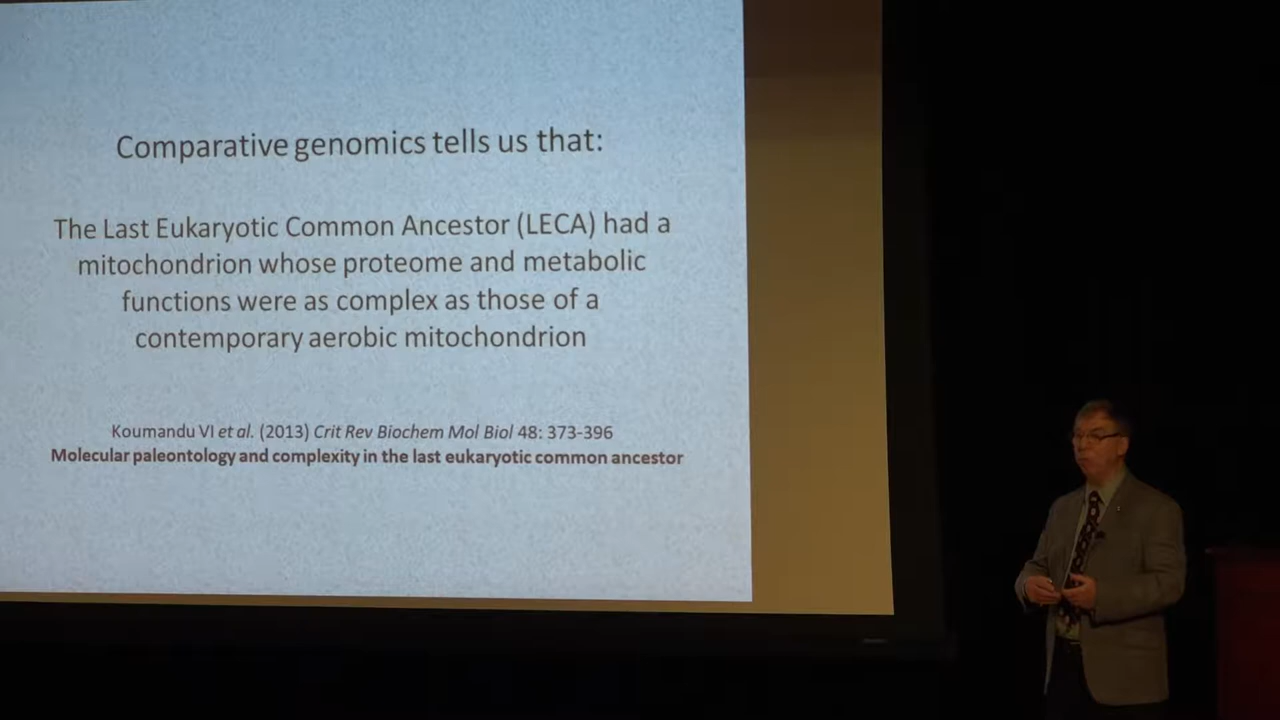 Comparative genomics tells us that:
The Last Eukaryotic Common Ancestor (LECA) had a
mitochondrion whose proteome and metabolic
functions were as complex as those of a
contemporary aerobic mitochondrion
Koumandu VI et al. (2013) Crit Rev Biochem Mol Biol 48: 373-396
Molecular paleontology and complexity in the last eukaryotic common ancestor